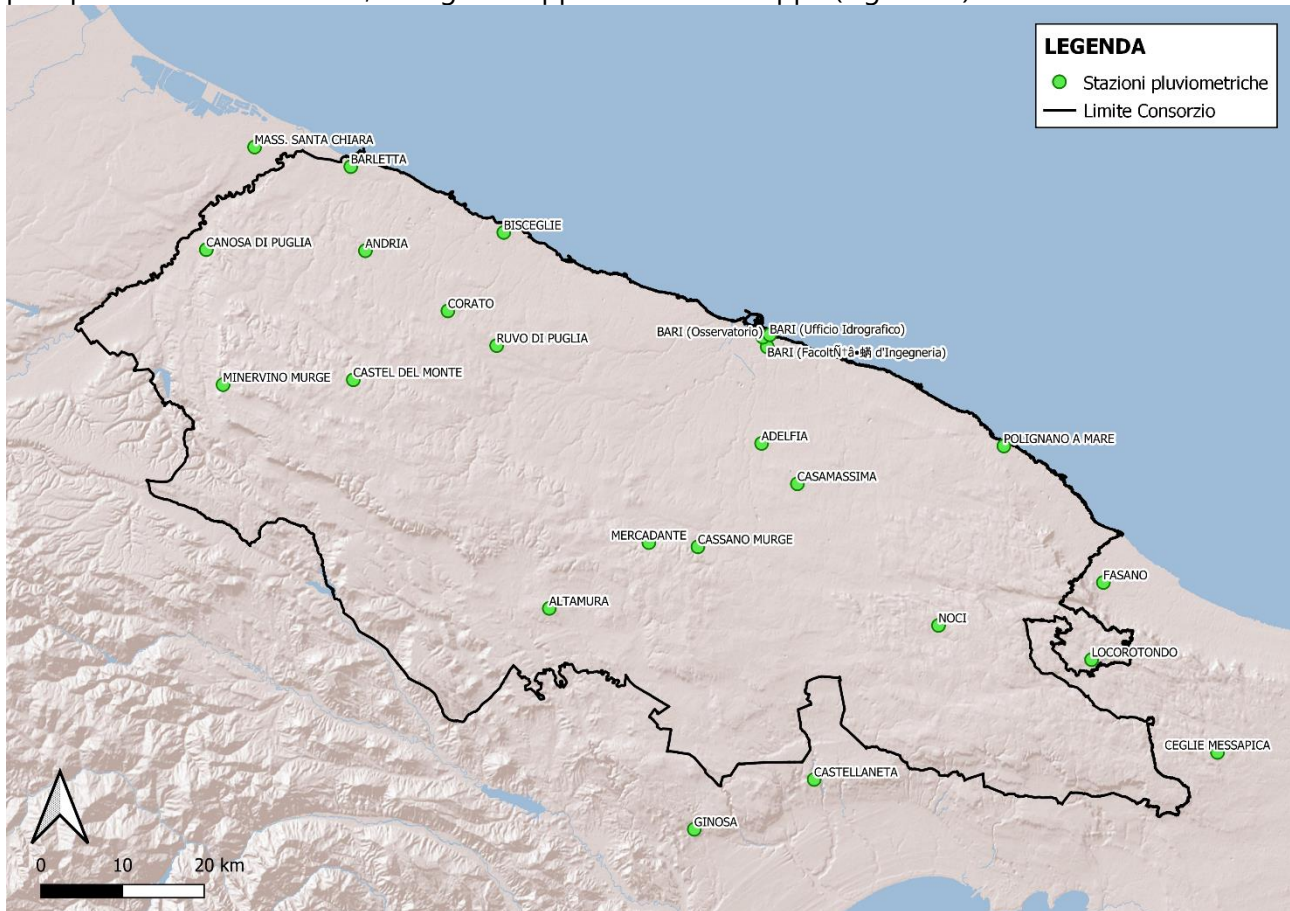 LEGENDA
Stazioni pluviometriche
Limite Consorzio
MASS. SANTA CHIARA
BARLETTA
BISCEGLIE
CANOSA DI PUGLIA
ANDRIA
CORATO
BARI (Ufficio Idrografico)
BARI (Osservatorio)
RUVO DI PUGLIA
BARI (FacoltÑ†â•蝸 d'Ingegneria)
MINERVINO MURGE
CASTEL DEL MONTE
ADELFIA
POLIGNANO A MARE
CASAMASSIMA
MERCADANTE
CASSANO MURGE
FASANO
ALTAMURA
NOCI
LOCOROTONDO
CEGLIE MESSAPICA
CASTELLANETA
GINOSA
0 10 20 km